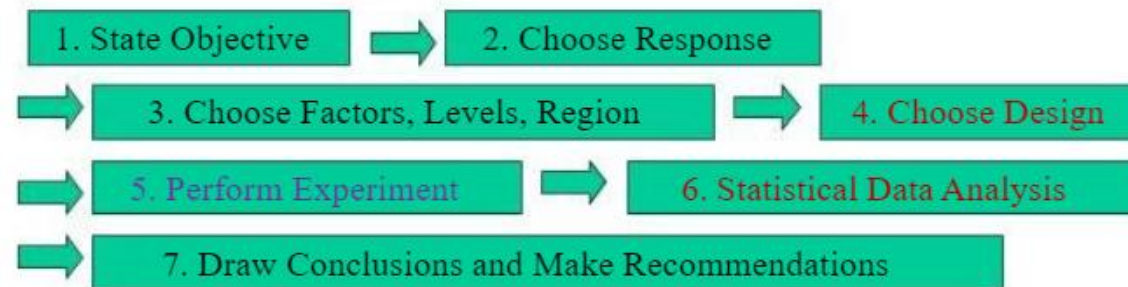 1. State Objective
2. Choose Response
3. Choose Factors, Levels, Region
4. Choose Design
5. Perform Experiment
6. Statistical Data Analysis
7. Draw Conclusions and Make Recommendations